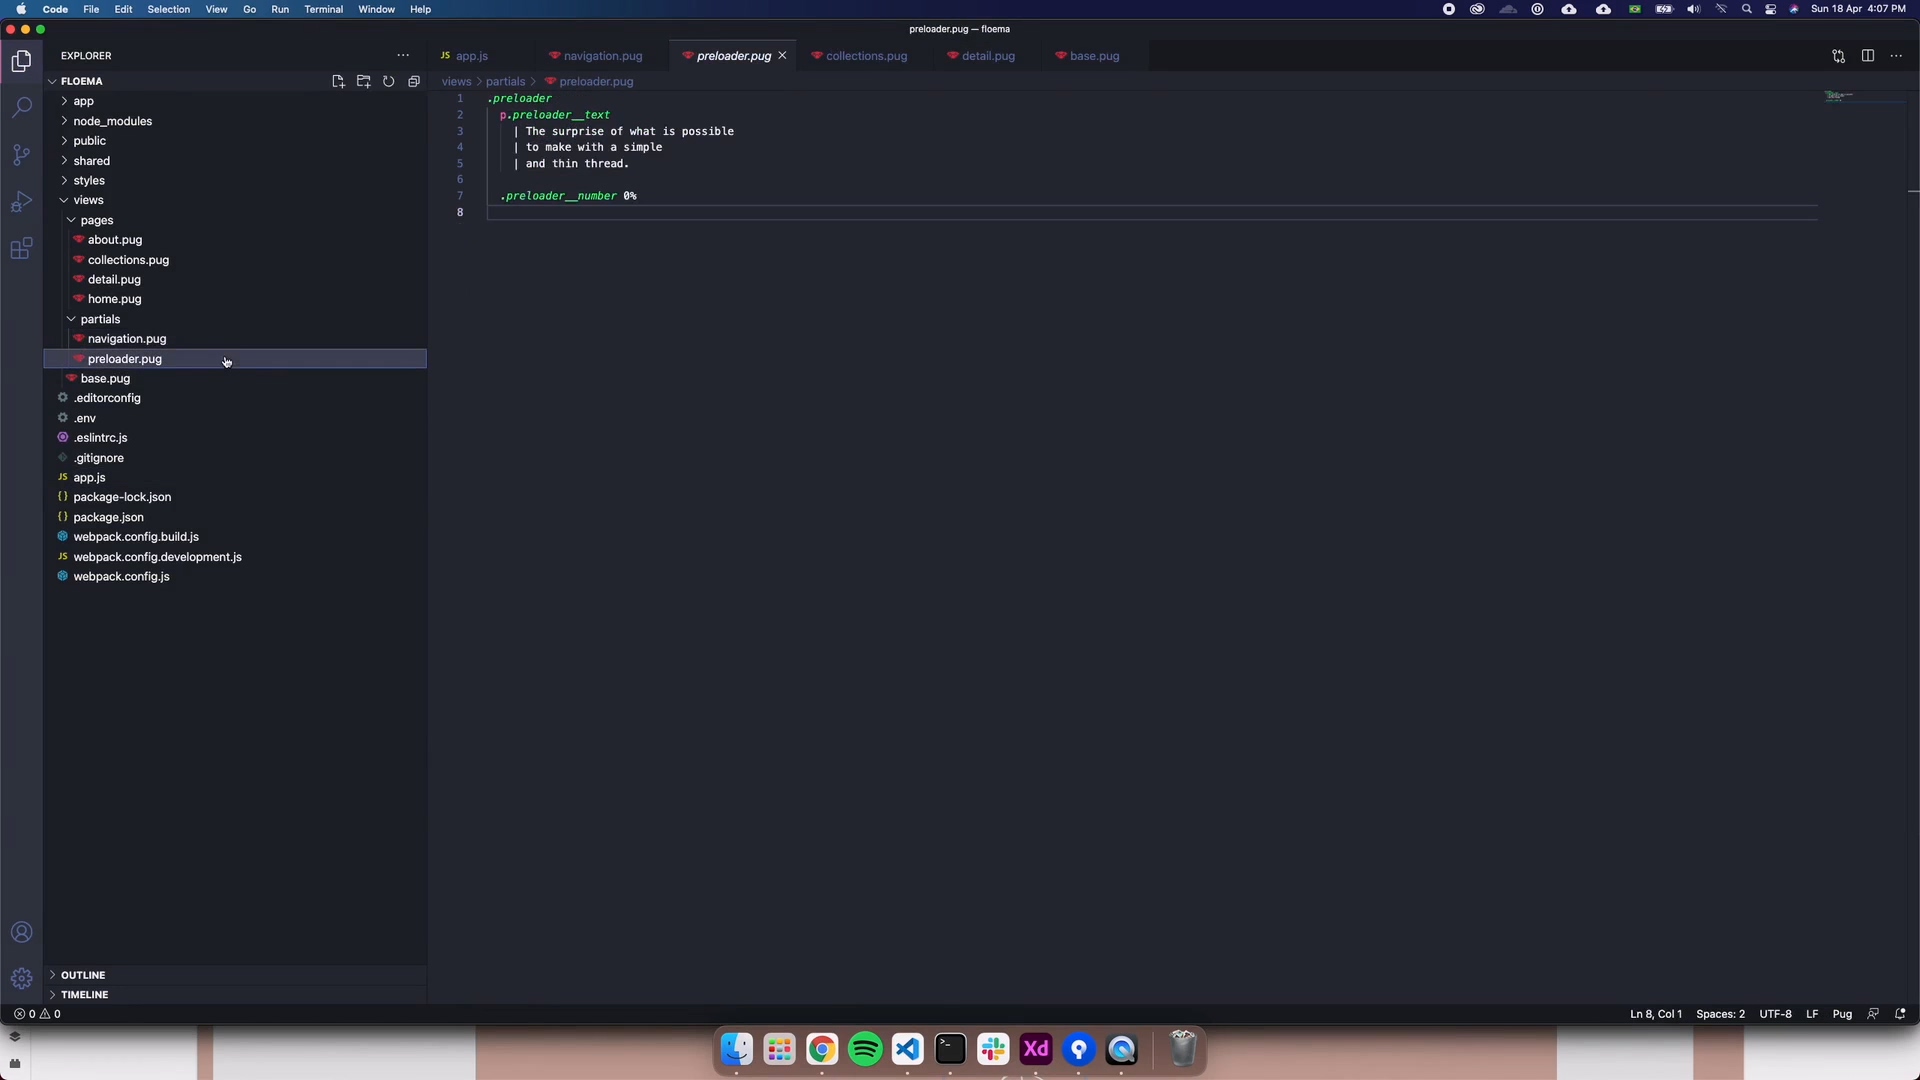 Code File Edit Selection View Go Run Terminal Window Help Sun 18 Apr 4:07 PM
preloader.pug — floema
EXPLORER
FLOEMA
app
node_modules
public
shared
styles
views
pages
about.pug
collections.pug
detail.pug
home.pug
partials
navigation.pug
preloader.pug
base.pug
.editorconfig
.env
.eslintrc.js
.gitignore
JS app.js
{} package-lock.json
{} package.json
webpack.config.build.js
JS webpack.config.development.js
webpack.config.js
OUTLINE
TIMELINE
JS app.js navigation.pug preloader.pug collections.pug detail.pug base.pug
views > partials > preloader.pug
1 .preloader
2 p.preloader__text
3 | The surprise of what is possible
4 | to make with a simple
5 | and thin thread.
6
7 .preloader__number 0%
8
0 0 Ln 8, Col 1 Spaces: 2 UTF-8 LF Pug
Xd